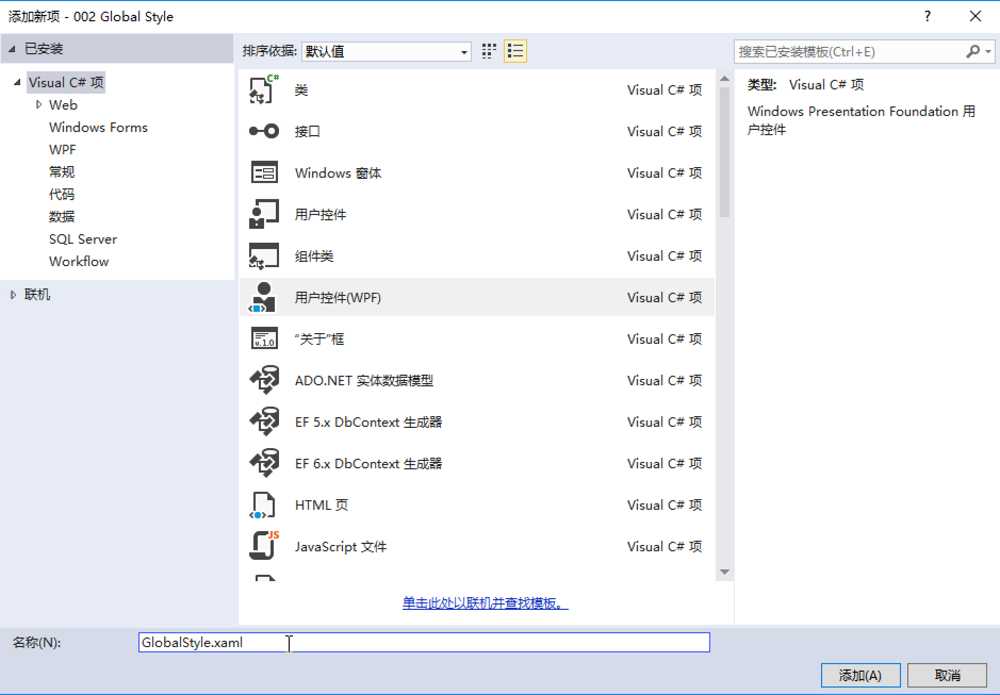 添加新项 - 002 Global Style
?
已安装
排序依据: 默认值
搜索已安装模板(Ctrl+E)
Visual C# 项
Web
Windows Forms
WPF
常规
代码
数据
SQL Server
Workflow
联机
C#
类 Visual C# 项
接口 Visual C# 项
Windows 窗体 Visual C# 项
用户控件 Visual C# 项
组件类 Visual C# 项
用户控件(WPF) Visual C# 项
v.1.0
“关于”框 Visual C# 项
ADO.NET 实体数据模型 Visual C# 项
EF 5.x DbContext 生成器 Visual C# 项
EF 6.x DbContext 生成器 Visual C# 项
HTML 页 Visual C# 项
JS
JavaScript 文件 Visual C# 项
单击此处以联机并查找模板。
类型: Visual C# 项
Windows Presentation Foundation 用
户控件
名称(N): GlobalStyle.xaml
添加(A) 取消